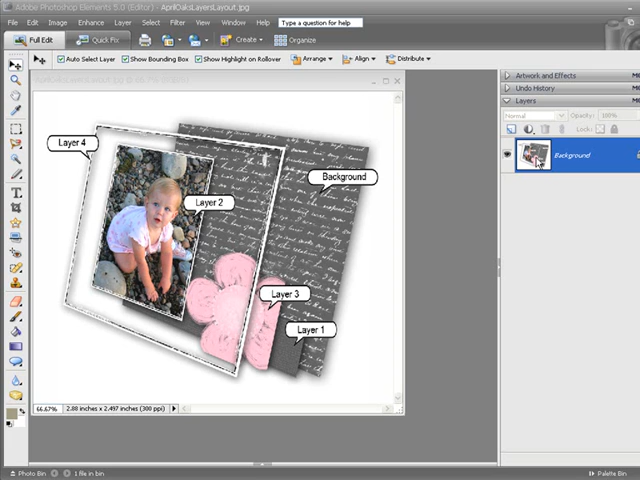 Adobe Photoshop Elements 5.0 (Editor) - AprilOaksLayersLayout.jpg
File Edit Image Enhance Layer Select Filter View Window Help Type a question for help
Full Edit Quick Fix Create Organize
Auto Select Layer Show Bounding Box Show Highlight on Rollover Arrange Align Distribute
Artwork and Effects
Undo History
Layers
Normal Opacity: 100%
Lock:
Background
Layer 4
Background
Layer 2
Layer 3
Layer 1
66.67% 2.88 inches x 2.497 inches (300 ppi)
Photo Bin 1 file in bin Palette Bin